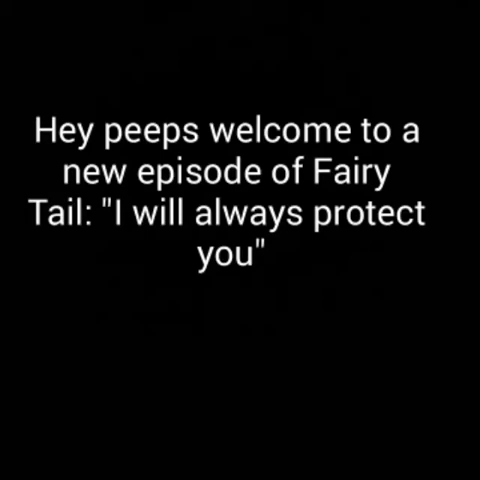 Hey peeps welcome to a
new episode of Fairy
Tail: "I will always protect
you"